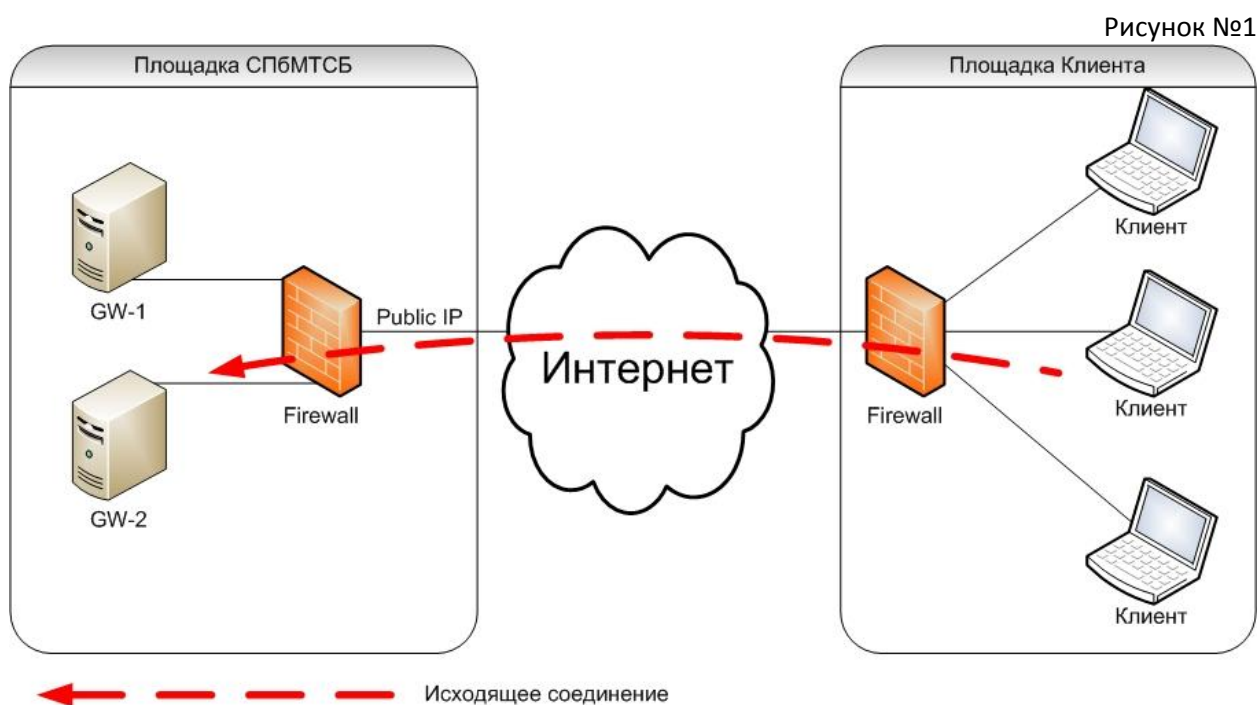 Рисунок №1
Площадка СПбМТСБ
Площадка Клиента
GW-1
GW-2
Firewall
Public IP
Интернет
Firewall
Клиент
Клиент
Клиент
Исходящее соединение